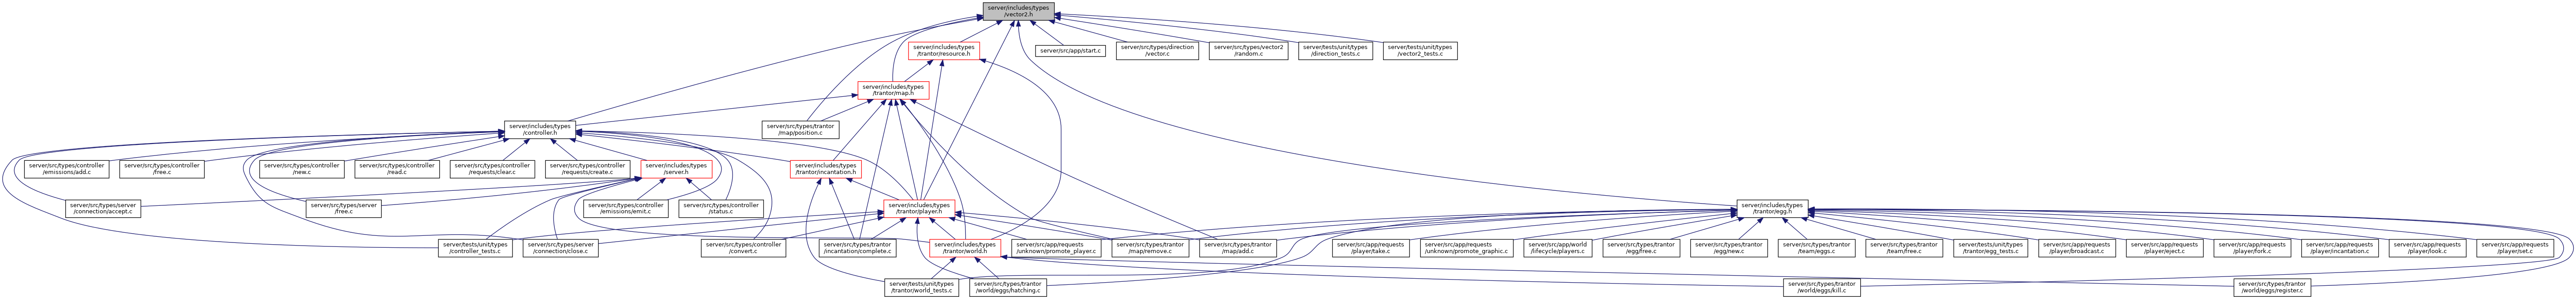 server/includes/types
/vector2.h
server/includes/types
/trantor/resource.h
server/src/app/start.c
server/src/types/direction
/vector.c
server/src/types/vector2
/random.c
server/tests/unit/types
/direction_tests.c
server/tests/unit/types
/vector2_tests.c
server/includes/types
/trantor/map.h
server/includes/types
/controller.h
server/src/types/trantor
/map/position.c
server/src/types/controller
/emissions/add.c
server/src/types/controller
/free.c
server/src/types/controller
/new.c
server/src/types/controller
/read.c
server/src/types/controller
/requests/clear.c
server/src/types/controller
/requests/create.c
server/includes/types
/server.h
server/includes/types
/trantor/incantation.h
server/src/types/server
/connection/accept.c
server/src/types/server
/free.c
server/src/types/controller
/emissions/emit.c
server/src/types/controller
/status.c
server/includes/types
/trantor/player.h
server/includes/types
/trantor/egg.h
server/tests/unit/types
/controller_tests.c
server/src/types/server
/connection/close.c
server/src/types/controller
/convert.c
server/src/types/trantor
/incantation/complete.c
server/includes/types
/trantor/world.h
server/src/app/requests
/unknown/promote_player.c
server/src/types/trantor
/map/remove.c
server/src/types/trantor
/map/add.c
server/src/app/requests
/player/take.c
server/src/app/requests
/unknown/promote_graphic.c
server/src/app/world
/lifecycle/players.c
server/src/types/trantor
/egg/free.c
server/src/types/trantor
/egg/new.c
server/src/types/trantor
/team/eggs.c
server/src/types/trantor
/team/free.c
server/tests/unit/types
/trantor/egg_tests.c
server/src/app/requests
/player/broadcast.c
server/src/app/requests
/player/eject.c
server/src/app/requests
/player/fork.c
server/src/app/requests
/player/incantation.c
server/src/app/requests
/player/look.c
server/src/app/requests
/player/set.c
server/tests/unit/types
/trantor/world_tests.c
server/src/types/trantor
/world/eggs/hatching.c
server/src/types/trantor
/world/eggs/kill.c
server/src/types/trantor
/world/eggs/register.c